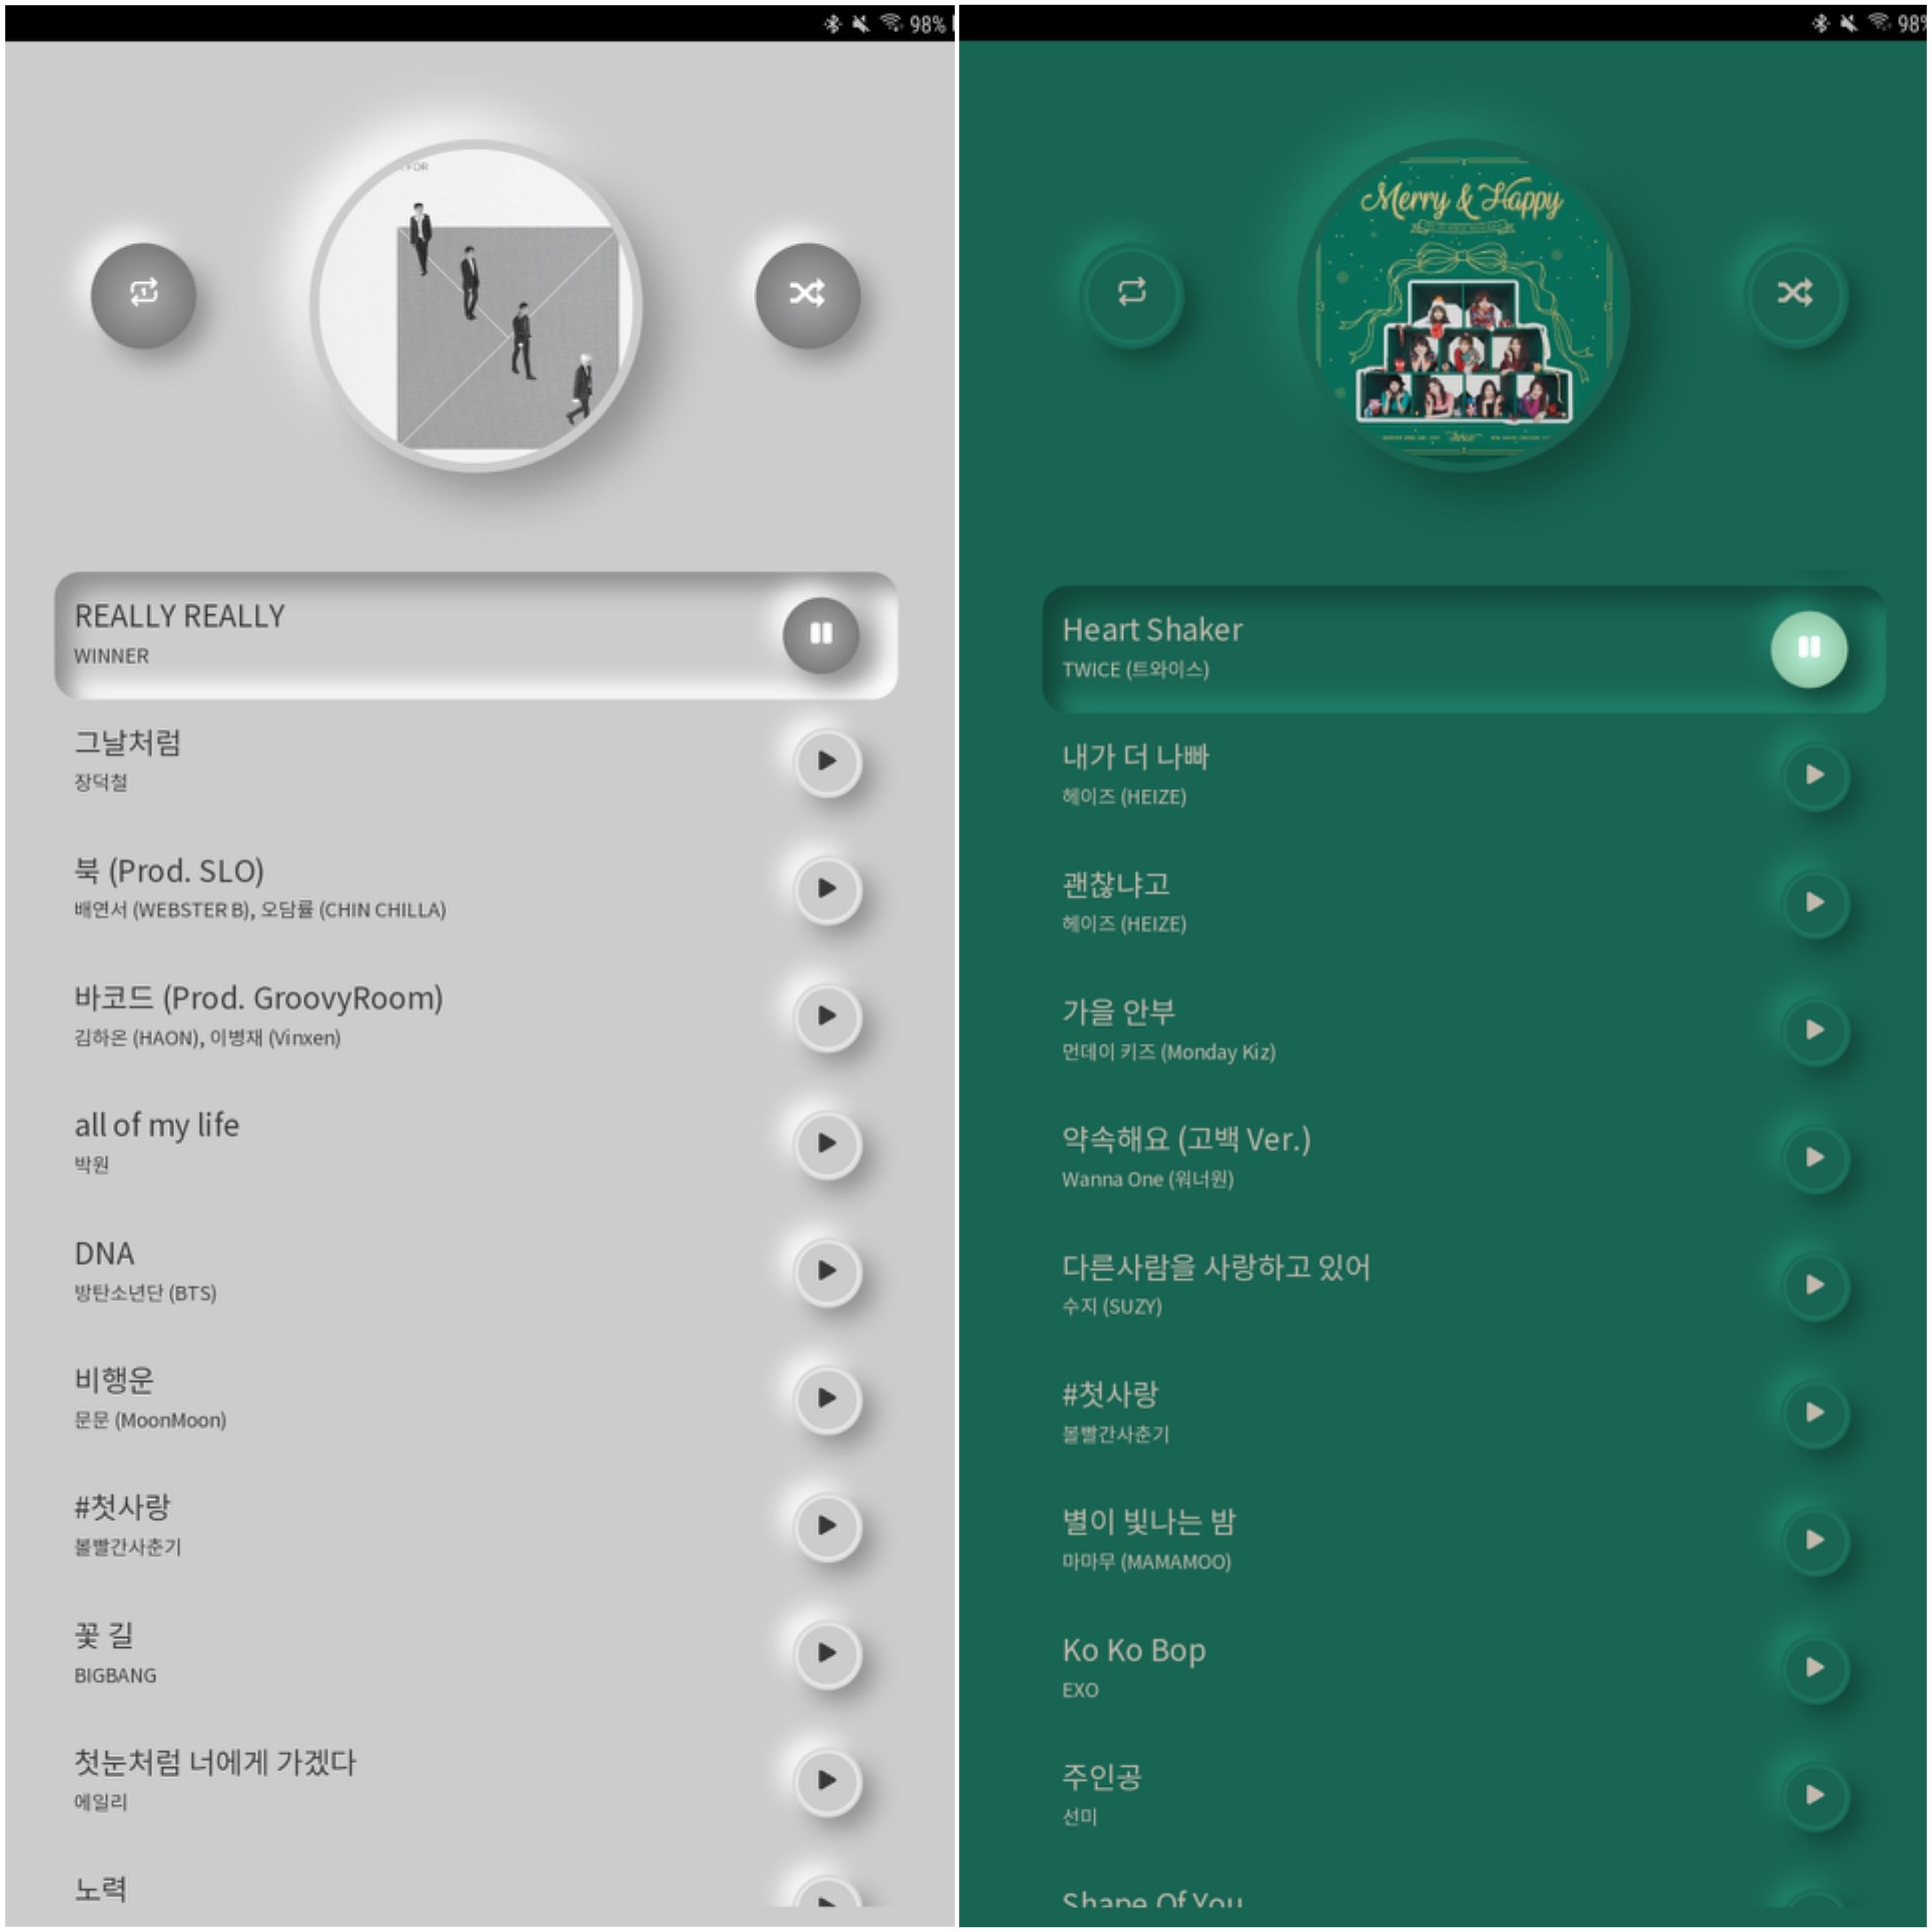 98%
FOR
REALLY REALLY
WINNER
그날처럼
장덕철
북 (Prod. SLO)
배연서 (WEBSTER B), 오담률 (CHIN CHILLA)
바코드 (Prod. GroovyRoom)
김하온 (HAON), 이병재 (Vinxen)
all of my life
박원
DNA
방탄소년단 (BTS)
비행운
문문 (MoonMoon)
#첫사랑
볼빨간사춘기
꽃 길
BIGBANG
첫눈처럼 너에게 가겠다
에일리
노력
98%
Merry & Happy
twice
Heart Shaker
TWICE (트와이스)
내가 더 나빠
헤이즈 (HEIZE)
괜찮냐고
헤이즈 (HEIZE)
가을 안부
먼데이 키즈 (Monday Kiz)
약속해요 (고백 Ver.)
Wanna One (워너원)
다른사람을 사랑하고 있어
수지 (SUZY)
#첫사랑
볼빨간사춘기
별이 빛나는 밤
마마무 (MAMAMOO)
Ko Ko Bop
EXO
주인공
선미
Shape Of You